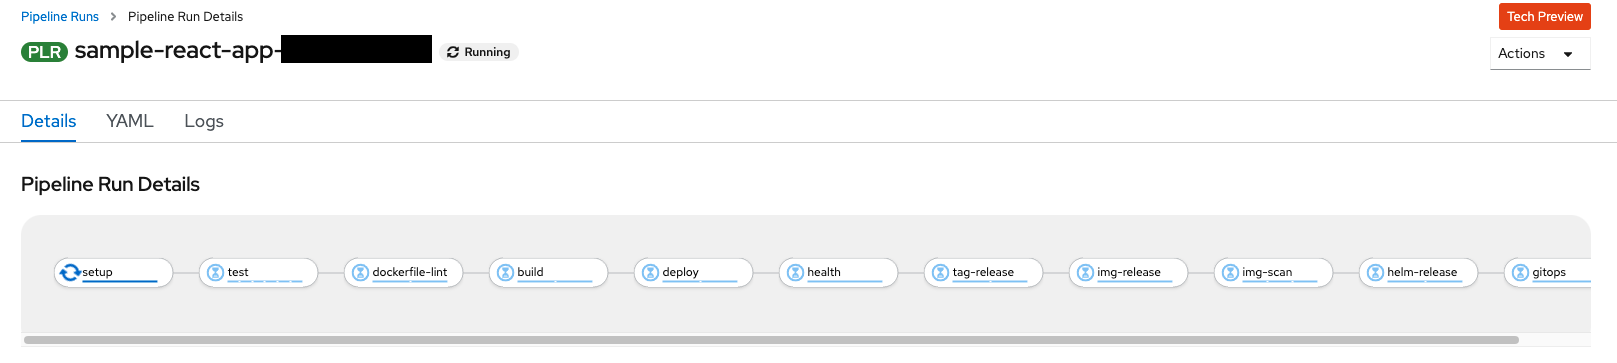 Pipeline Runs > Pipeline Run Details
Tech Preview
PLR sample-react-app- Running
Actions
Details YAML Logs
Pipeline Run Details
setup test dockerfile-lint build deploy health tag-release img-release img-scan helm-release gitops